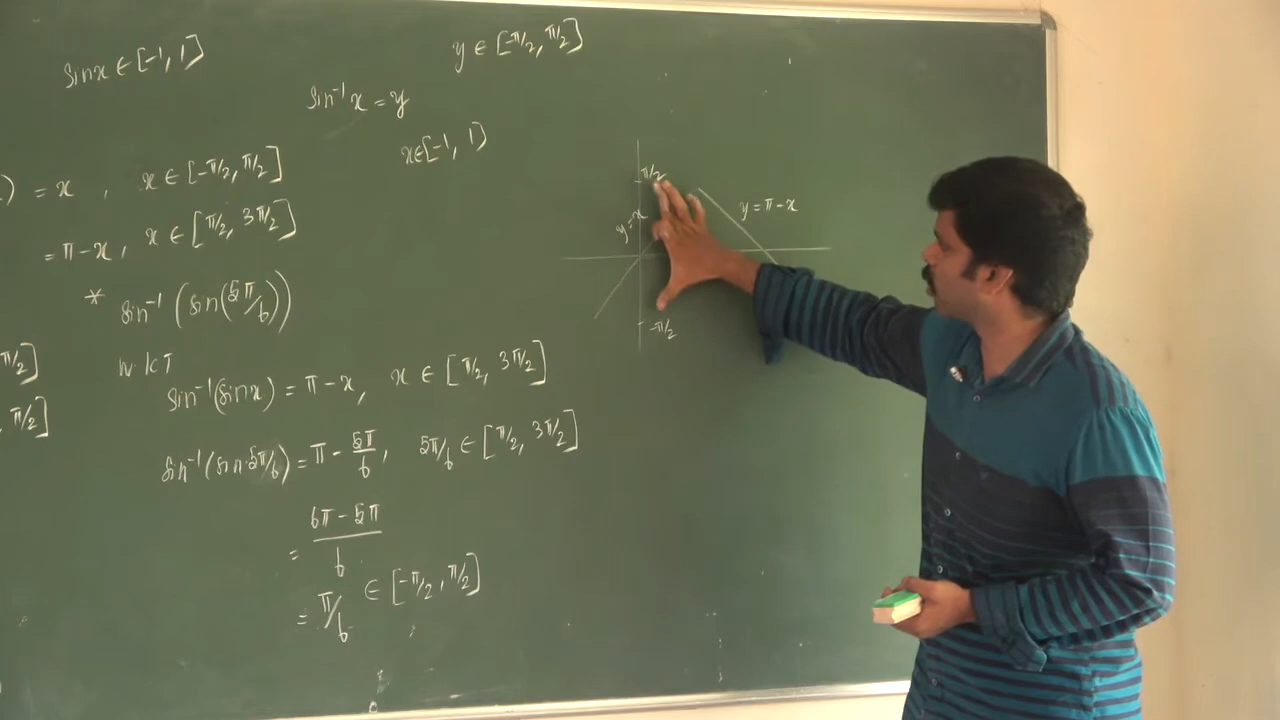 sinx ∈ [-1, 1]
y ∈ [-π/2, π/2]
sin⁻¹ x = y
x∈[-1, 1]
) = x , x ∈ [-π/2, π/2]
= π - x , x ∈ [π/2, 3π/2]
* sin⁻¹ (sin(5π/6))
π/2]
, π/2]
W.K.T
sin⁻¹(sinx) = π - x, x ∈ [π/2, 3π/2]
sin⁻¹(sin 5π/6) = π - 5π/6, 5π/6 ∈ [π/2, 3π/2]
= 6π - 5π/6
= π/6 ∈ [-π/2, π/2]
π/2
y = x
y = π - x
-π/2